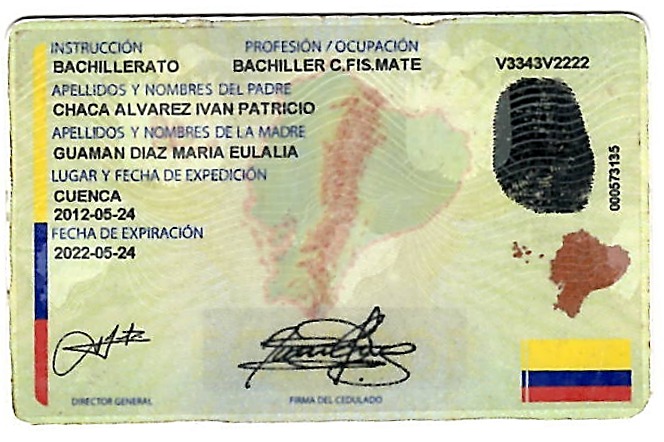 INSTRUCCIÓN PROFESIÓN / OCUPACIÓN
BACHILLERATO BACHILLER C.FIS.MATE V3343V2222
APELLIDOS Y NOMBRES DEL PADRE
CHACA ALVAREZ IVAN PATRICIO
APELLIDOS Y NOMBRES DE LA MADRE
GUAMAN DIAZ MARIA EULALIA
LUGAR Y FECHA DE EXPEDICIÓN
CUENCA
2012-05-24
FECHA DE EXPIRACIÓN
2022-05-24
000573135
DIRECTOR GENERAL FIRMA DEL CEDULADO